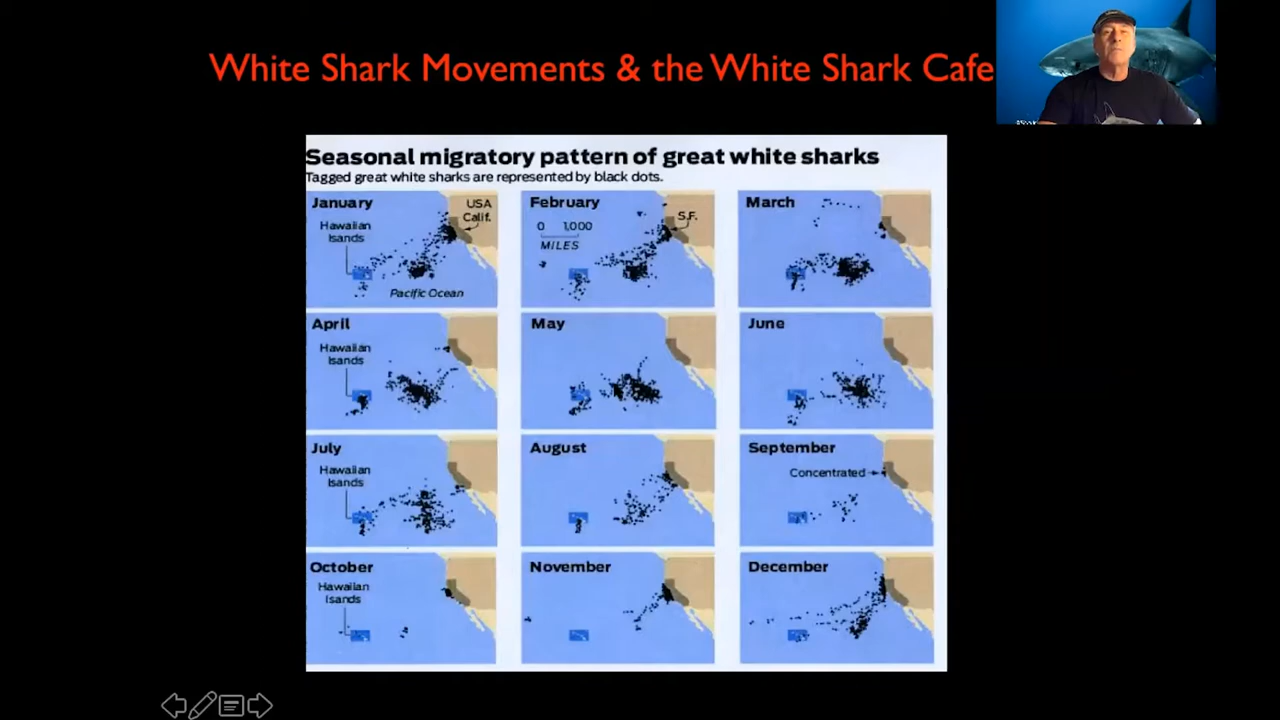 White Shark Movements & the White Shark Cafe
Seasonal migratory pattern of great white sharks
Tagged great white sharks are represented by black dots.
January
USA
Calif.
Hawaiian
Islands
Pacific Ocean
February
S.F.
0 1,000
MILES
March
April
Hawaiian
Islands
May
June
July
Hawaiian
Islands
August
September
Concentrated
October
Hawaiian
Islands
November
December